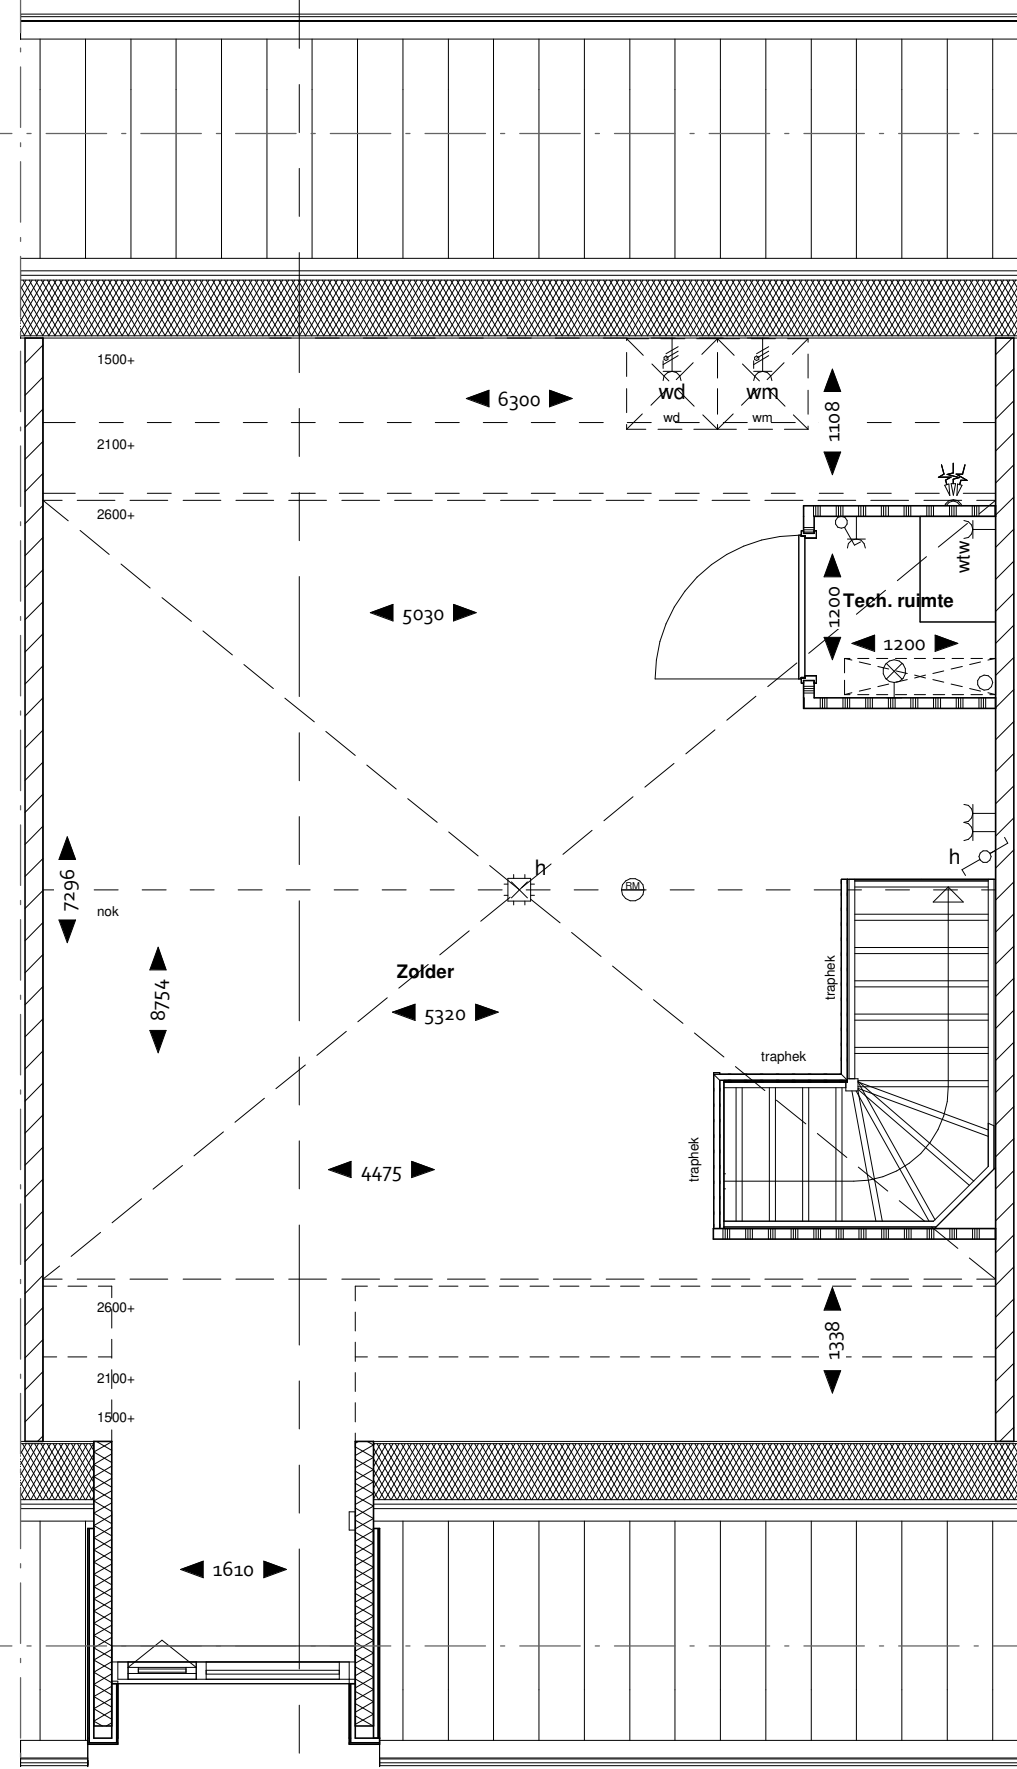 1500+
6300
wd
wm
wd
wm
1108
2100+
2600+
wtw
5030
1200
Tech. ruimte
1200
h
h
RM
7296
nok
Zolder
8754
5320
traphek
traphek
traphek
4475
2600+
1338
2100+
1500+
1610